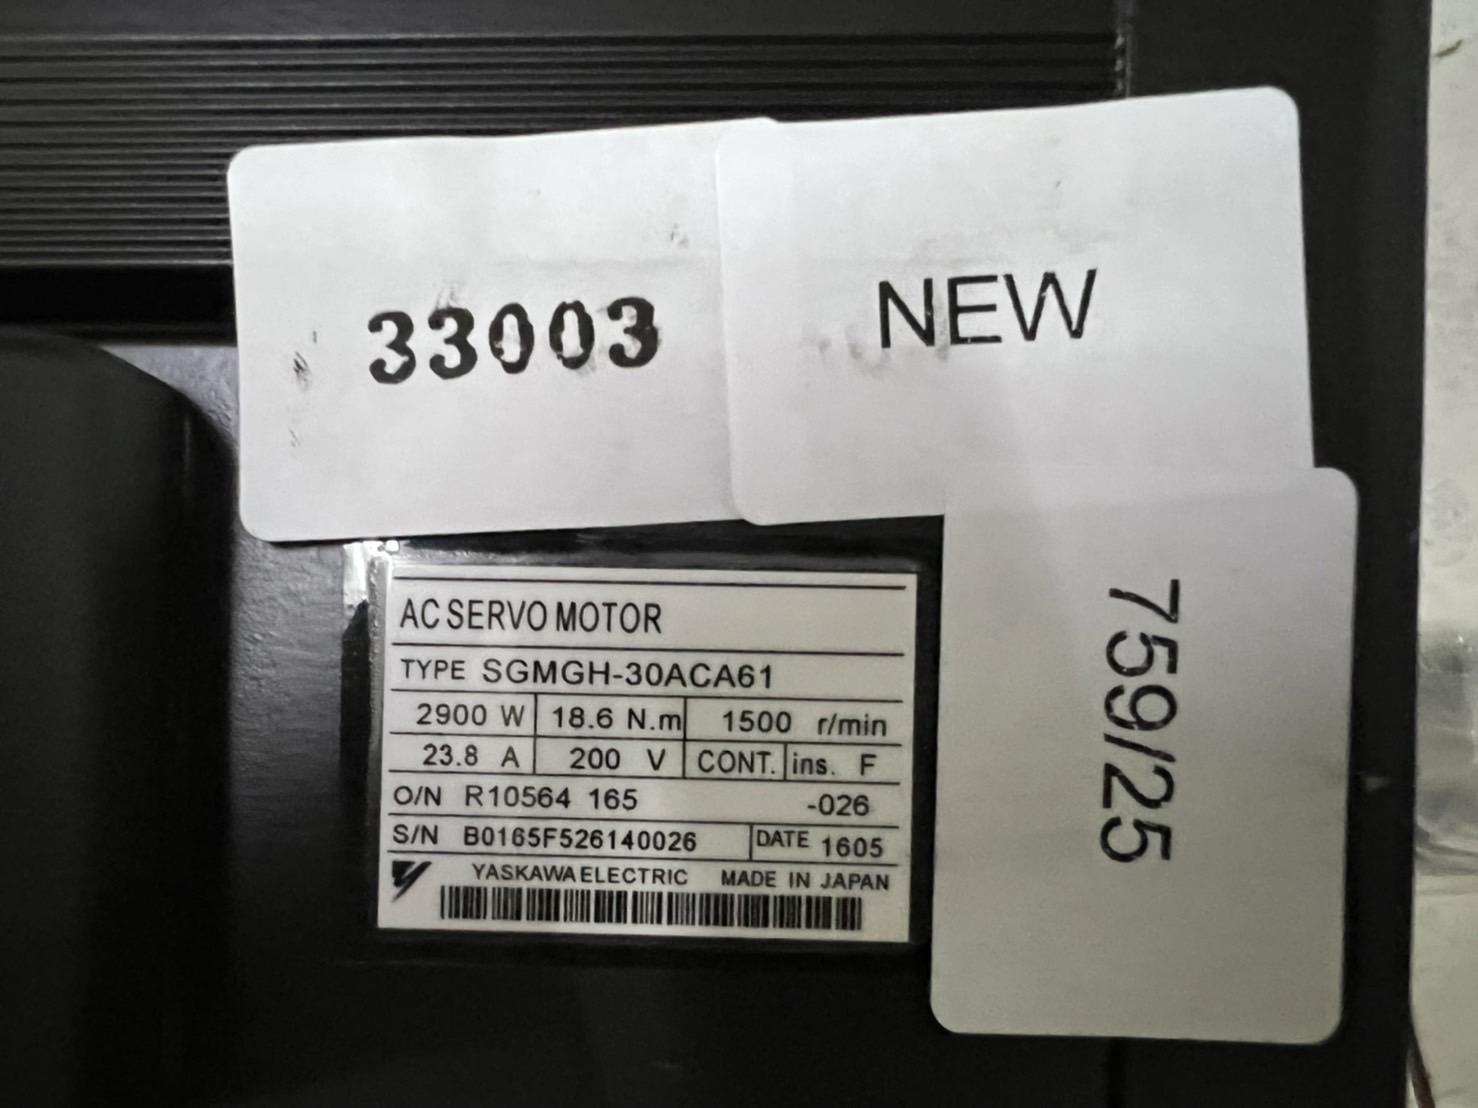 33003
NEW
759/25
AC SERVO MOTOR
TYPE SGMGH-30ACA61
2900 W 18.6 N.m 1500 r/min
23.8 A 200 V CONT. ins. F
O/N R10564 165 -026
S/N B0165F526140026 DATE 1605
YASKAWA ELECTRIC MADE IN JAPAN